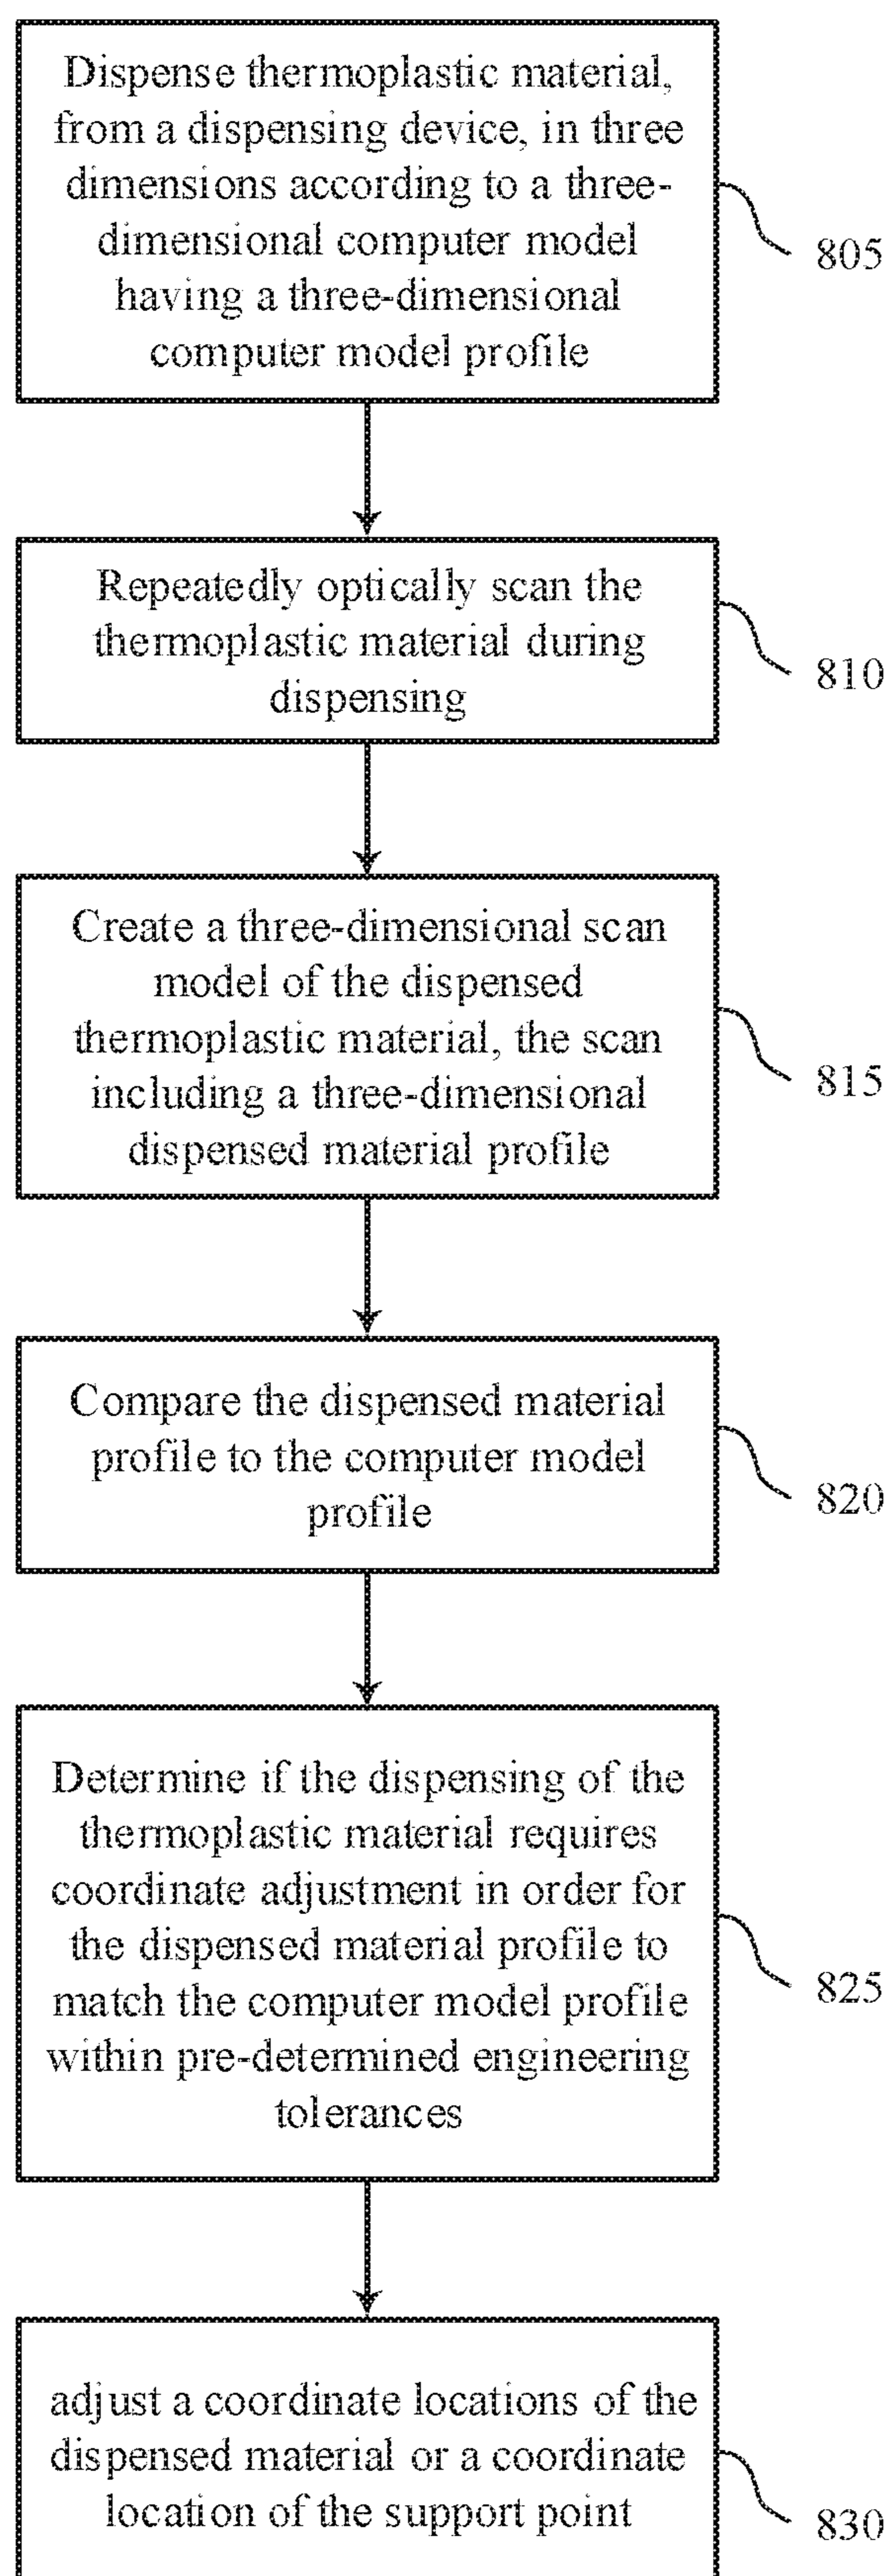 Dispense thermoplastic material,
from a dispensing device, in three
dimensions according to a three-
dimensional computer model
having a three-dimensional
computer model profile
805
Repeatedly optically scan the
thermoplastic material during
dispensing
810
Create a three-dimensional scan
model of the dispensed
thermoplastic material, the scan
including a three-dimensional
dispensed material profile
815
Compare the dispensed material
profile to the computer model
profile
820
Determine if the dispensing of the
thermoplastic material requires
coordinate adjustment in order for
the dispensed material profile to
match the computer model profile
within pre-determined engineering
tolerances
825
adjust a coordinate locations of the
dispensed material or a coordinate
location of the support point
830